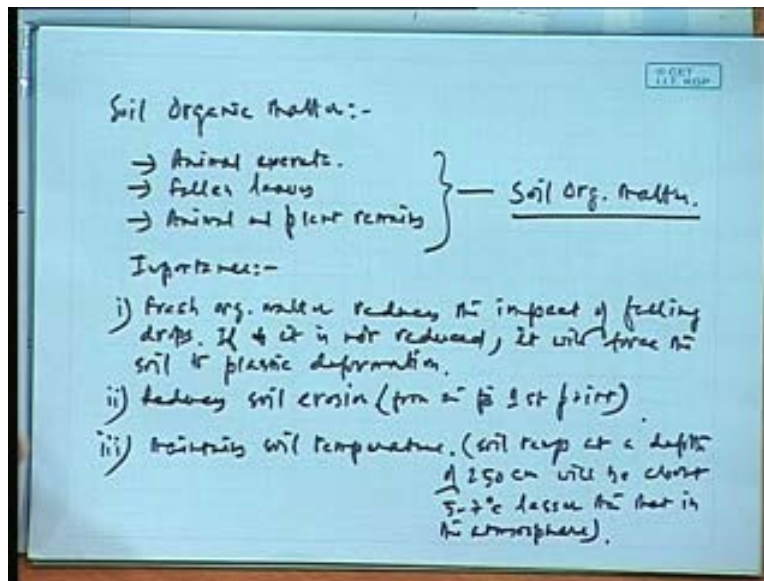 © CET
I.I.T. KGP
Soil Organic Matter:-
→ Animal excreta.
→ Fallen leaves
→ Animal and plant remains
Soil Org. Matter.
Importance:-
i) Fresh org. matter reduces the impact of falling
drops. If it is not reduced, it will force the
soil to plastic deformation.
ii) Reduces soil erosion (from the 1st point)
iii) Maintains soil temperature. (soil temp at a depth
of 250 cm will be about
5-7°c lesser than that in
the atmosphere).